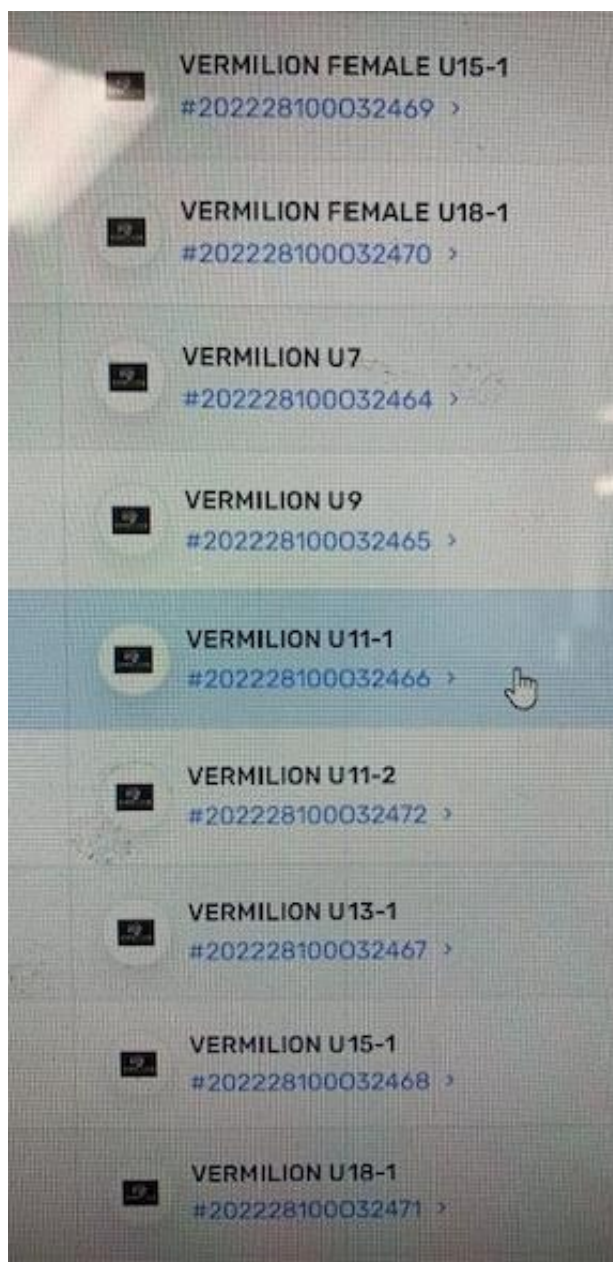 VERMILION FEMALE U15-1
#202228100032469 >
VERMILION FEMALE U18-1
#202228100032470 >
VERMILION U7
#202228100032464 >
VERMILION U9
#202228100032465 >
VERMILION U11-1
#202228100032466 >
VERMILION U11-2
#202228100032472 >
VERMILION U13-1
#202228100032467 >
VERMILION U15-1
#202228100032468 >
VERMILION U18-1
#202228100032471 >